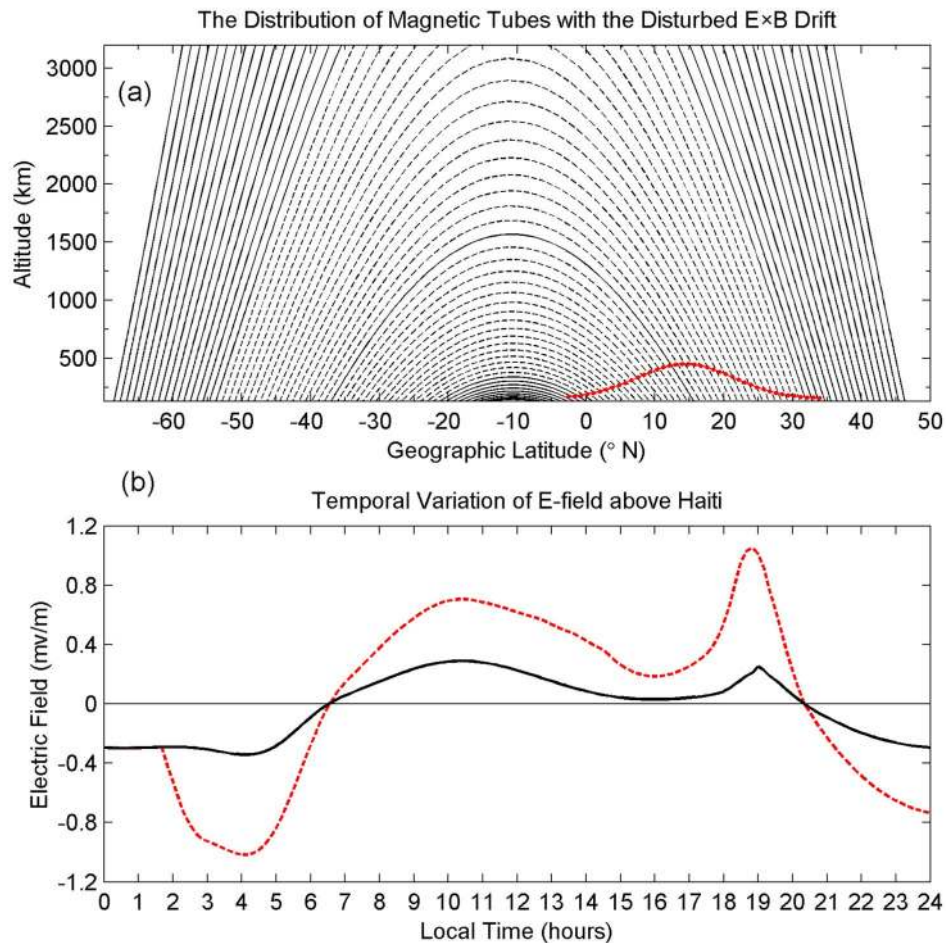 The Distribution of Magnetic Tubes with the Disturbed E×B Drift
(a)
3000
2500
2000
1500
1000
500
Altitude (km)
-60 -50 -40 -30 -20 -10 0 10 20 30 40 50
Geographic Latitude (° N)
(b)
Temporal Variation of E-field above Haiti
1.2
0.8
0.4
0
-0.4
-0.8
-1.2
Electric Field (mv/m)
0 1 2 3 4 5 6 7 8 9 10 11 12 13 14 15 16 17 18 19 20 21 22 23 24
Local Time (hours)